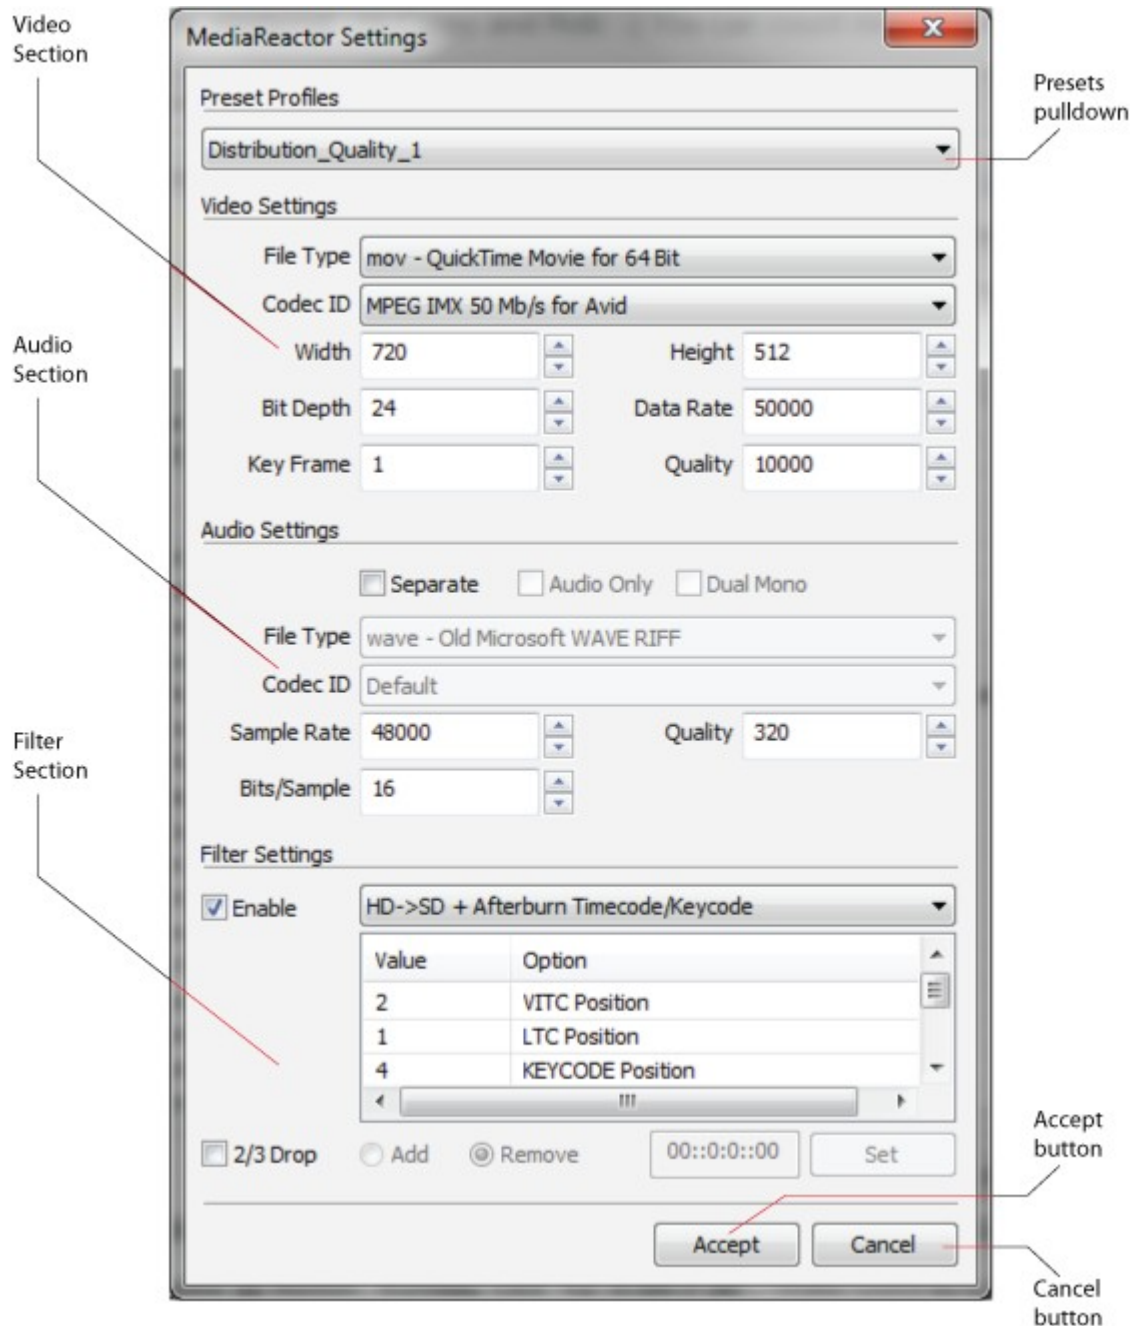 Video
Section
MediaReactor Settings
Preset Profiles
Presets
pulldown
Distribution_Quality_1
Video Settings
File Type mov - QuickTime Movie for 64 Bit
Codec ID MPEG IMX 50 Mb/s for Avid
Audio
Section
Width 720 Height 512
Bit Depth 24 Data Rate 50000
Key Frame 1 Quality 10000
Audio Settings
Separate Audio Only Dual Mono
File Type wave - Old Microsoft WAVE RIFF
Codec ID Default
Filter
Section
Sample Rate 48000 Quality 320
Bits/Sample 16
Filter Settings
Enable HD->SD + Afterburn Timecode/Keycode
Value Option
2 VITC Position
1 LTC Position
4 KEYCODE Position
2/3 Drop Add Remove 00::0:0::00 Set
Accept
button
Accept Cancel
Cancel
button